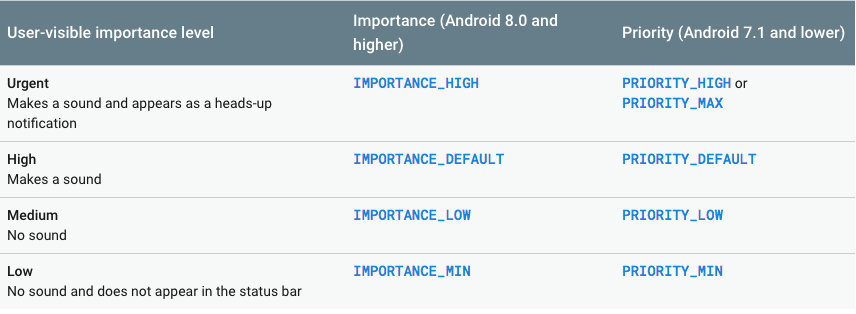 User-visible importance level
Importance (Android 8.0 and
higher)
Priority (Android 7.1 and lower)
Urgent
Makes a sound and appears as a heads-up
notification
IMPORTANCE_HIGH
PRIORITY_HIGH or
PRIORITY_MAX
High
Makes a sound
IMPORTANCE_DEFAULT
PRIORITY_DEFAULT
Medium
No sound
IMPORTANCE_LOW
PRIORITY_LOW
Low
No sound and does not appear in the status bar
IMPORTANCE_MIN
PRIORITY_MIN